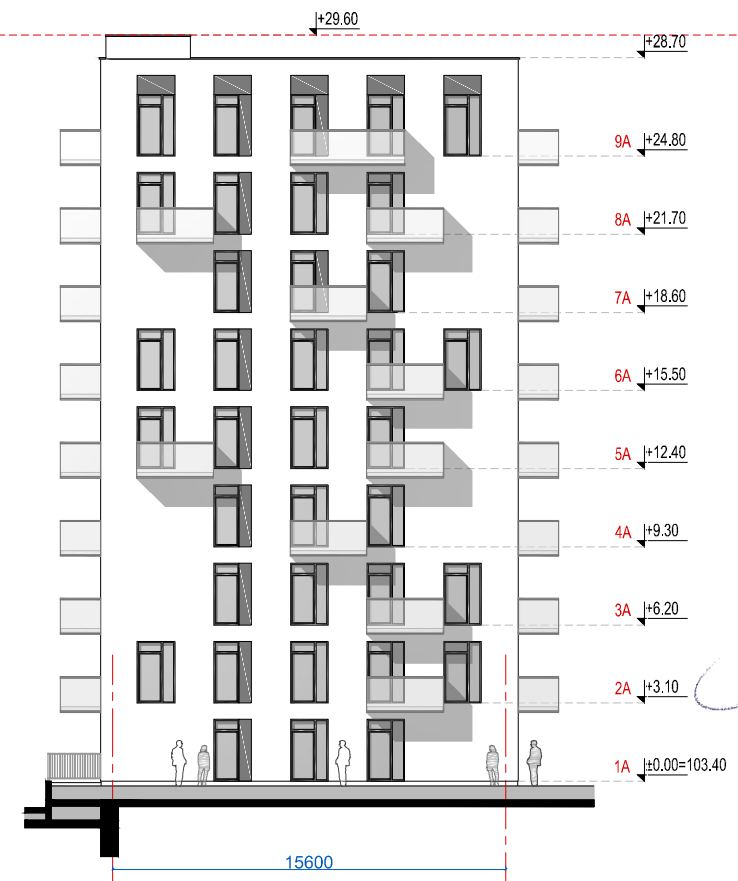 +29.60
+28.70
9A +24.80
8A +21.70
7A +18.60
6A +15.50
5A +12.40
4A +9.30
3A +6.20
2A +3.10
1A ±0.00=103.40
15600